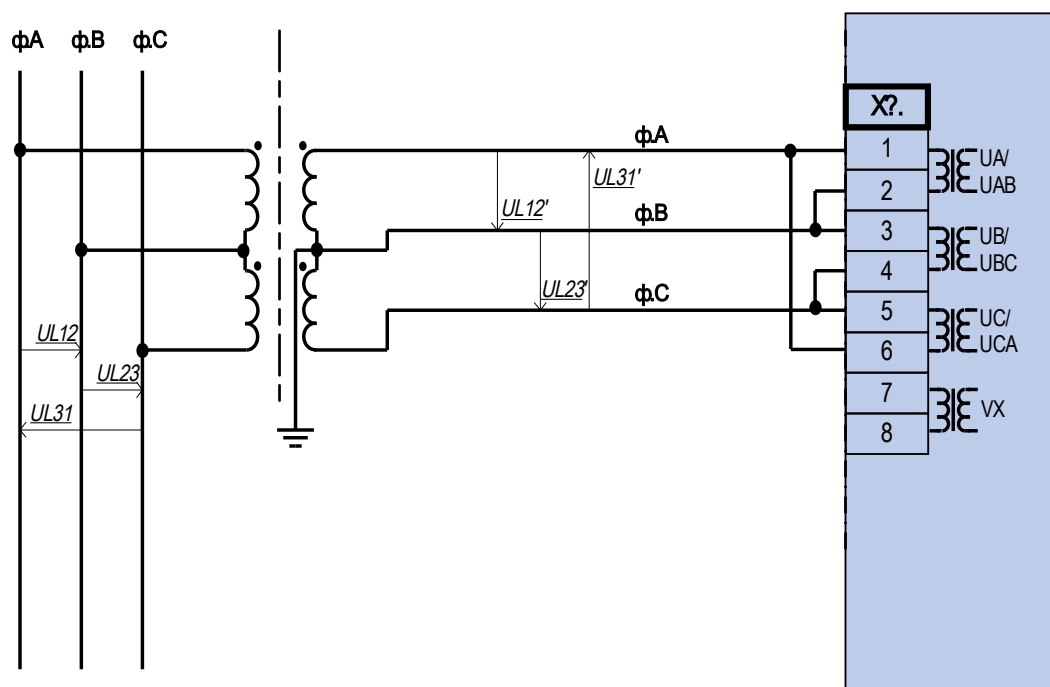 ф.А ф.В ф.С
X?.
ф.А
1
UA/
UAB
UL31'
2
UL12'
ф.В
3
UB/
UBC
4
UL23'
ф.С
5
UC/
UCA
UL12
6
UL23
7
VX
UL31
8